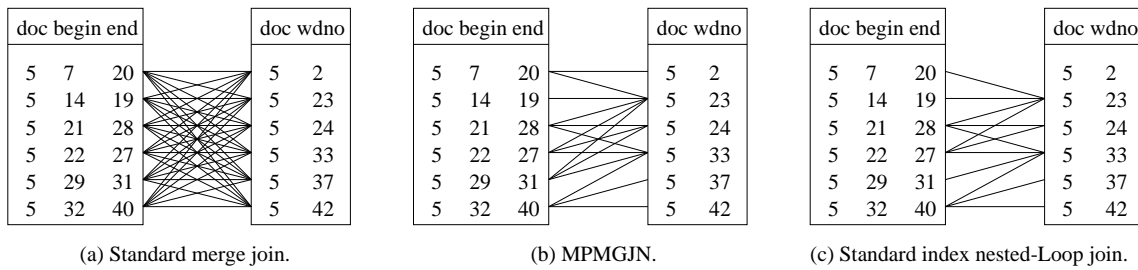 doc begin end doc wdno
5 7 20 5 2
5 14 19 5 23
5 21 28 5 24
5 22 27 5 33
5 29 31 5 37
5 32 40 5 42
(a) Standard merge join.
doc begin end doc wdno
5 7 20 5 2
5 14 19 5 23
5 21 28 5 24
5 22 27 5 33
5 29 31 5 37
5 32 40 5 42
(b) MPMGJN.
doc begin end doc wdno
5 7 20 5 2
5 14 19 5 23
5 21 28 5 24
5 22 27 5 33
5 29 31 5 37
5 32 40 5 42
(c) Standard index nested-Loop join.